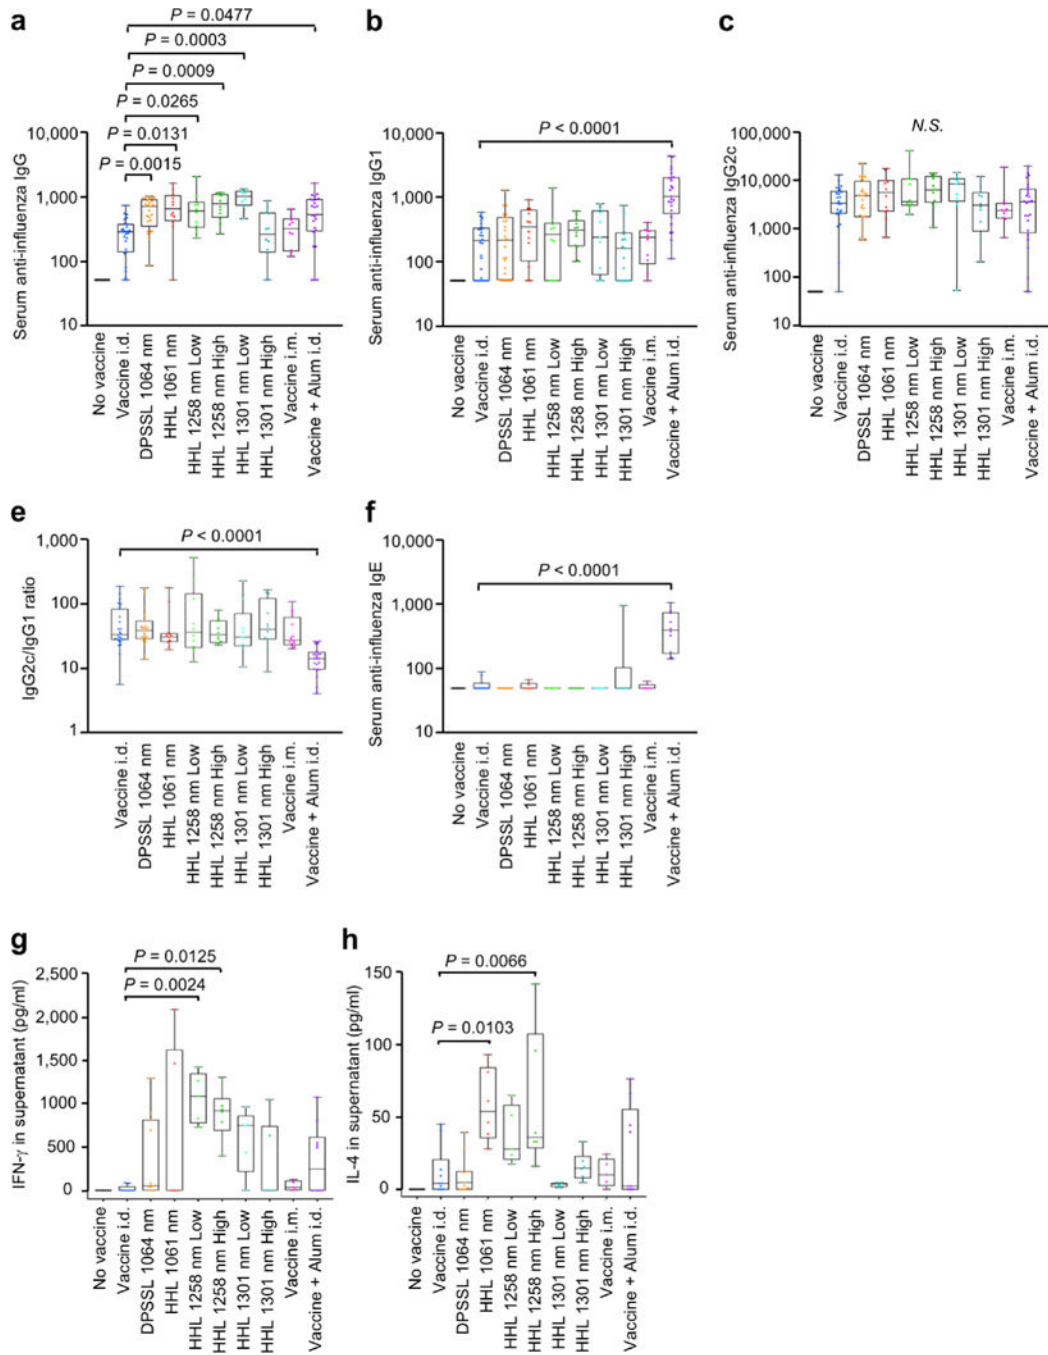 a
P = 0.0477
P = 0.0003
P = 0.0009
P = 0.0265
P = 0.0131
P = 0.0015
Serum anti-influenza IgG
10,000
1,000
100
10
No vaccine
Vaccine i.d.
DPSSL 1064 nm
HHL 1061 nm
HHL 1258 nm Low
HHL 1258 nm High
HHL 1301 nm Low
HHL 1301 nm High
Vaccine i.m.
Vaccine + Alum i.d.
b
P < 0.0001
Serum anti-influenza IgG1
10,000
1,000
100
10
No vaccine
Vaccine i.d.
DPSSL 1064 nm
HHL 1061 nm
HHL 1258 nm Low
HHL 1258 nm High
HHL 1301 nm Low
HHL 1301 nm High
Vaccine i.m.
Vaccine + Alum i.d.
c
N.S.
Serum anti-influenza IgG2c
100,000
10,000
1,000
100
10
No vaccine
Vaccine i.d.
DPSSL 1064 nm
HHL 1061 nm
HHL 1258 nm Low
HHL 1258 nm High
HHL 1301 nm Low
HHL 1301 nm High
Vaccine i.m.
Vaccine + Alum i.d.
e
P < 0.0001
IgG2c/IgG1 ratio
1,000
100
10
1
Vaccine i.d.
DPSSL 1064 nm
HHL 1061 nm
HHL 1258 nm Low
HHL 1258 nm High
HHL 1301 nm Low
HHL 1301 nm High
Vaccine i.m.
Vaccine + Alum i.d.
f
P < 0.0001
Serum anti-influenza IgE
10,000
1,000
100
10
No vaccine
Vaccine i.d.
DPSSL 1064 nm
HHL 1061 nm
HHL 1258 nm Low
HHL 1258 nm High
HHL 1301 nm Low
HHL 1301 nm High
Vaccine i.m.
Vaccine + Alum i.d.
g
P = 0.0125
P = 0.0024
IFN-γ in supernatant (pg/ml)
2,500
2,000
1,500
1000
500
0
No vaccine
Vaccine i.d.
DPSSL 1064 nm
HHL 1061 nm
HHL 1258 nm Low
HHL 1258 nm High
HHL 1301 nm Low
HHL 1301 nm High
Vaccine i.m.
Vaccine + Alum i.d.
h
P = 0.0066
P = 0.0103
IL-4 in supernatant (pg/ml)
150
100
50
0
No vaccine
Vaccine i.d.
DPSSL 1064 nm
HHL 1061 nm
HHL 1258 nm Low
HHL 1258 nm High
HHL 1301 nm Low
HHL 1301 nm High
Vaccine i.m.
Vaccine + Alum i.d.